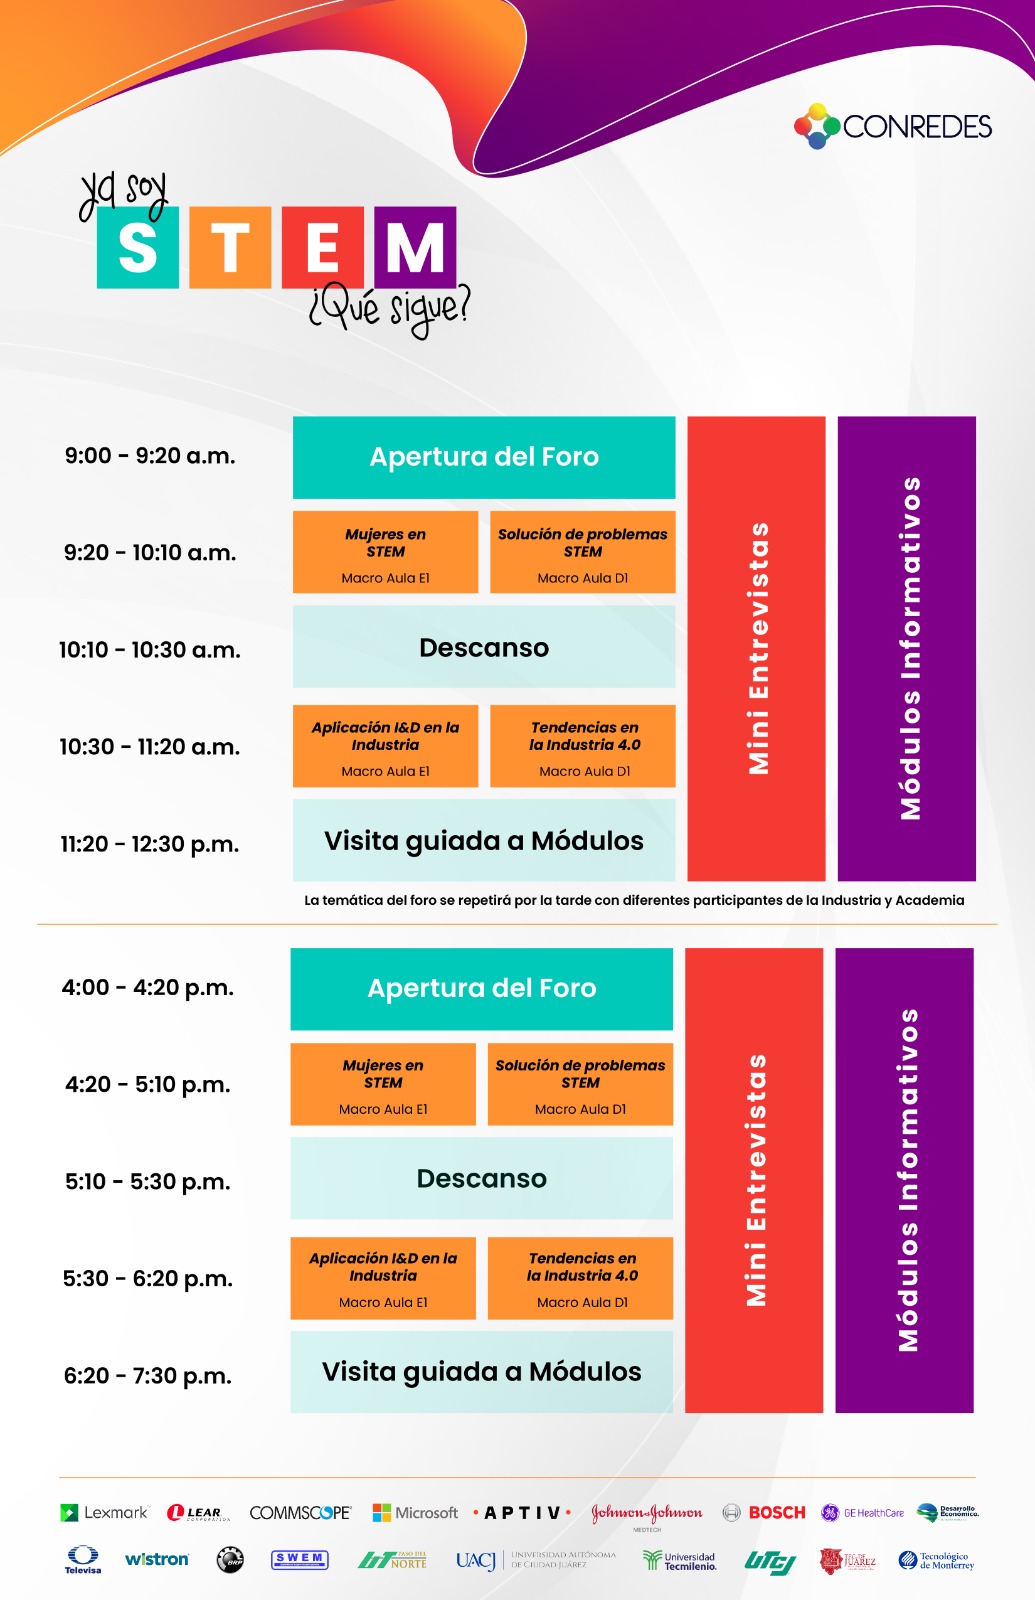 CONREDES
ya soy
STEM
¿Qué sigue?
9:00 - 9:20 a.m.
Apertura del Foro
9:20 - 10:10 a.m.
Mujeres en
STEM
Macro Aula E1
Solución de problemas
STEM
Macro Aula D1
10:10 - 10:30 a.m.
Descanso
10:30 - 11:20 a.m.
Aplicación I&D en la
Industria
Macro Aula E1
Tendencias en
la Industria 4.0
Macro Aula D1
11:20 - 12:30 p.m.
Visita guiada a Módulos
Mini Entrevistas
Módulos Informativos
La temática del foro se repetirá por la tarde con diferentes participantes de la Industria y Academia
4:00 - 4:20 p.m.
Apertura del Foro
4:20 - 5:10 p.m.
Mujeres en
STEM
Macro Aula E1
Solución de problemas
STEM
Macro Aula D1
5:10 - 5:30 p.m.
Descanso
5:30 - 6:20 p.m.
Aplicación I&D en la
Industria
Macro Aula E1
Tendencias en
la Industria 4.0
Macro Aula D1
6:20 - 7:30 p.m.
Visita guiada a Módulos
Mini Entrevistas
Módulos Informativos
Lexmark
LEAR
CORPORATION
COMMSCOPE
Microsoft
APTIV
Johnson & Johnson
MEDTECH
BOSCH
GE HealthCare
Desarrollo
Económico.
Televisa
wistron
BRP
SWEM
PASO DEL
NORTE
UACJ
UNIVERSIDAD AUTÓNOMA
DE CIUDAD JUÁREZ
Universidad
Tecmilenio.
UTCJ
JUÁREZ
Tecnológico
de Monterrey